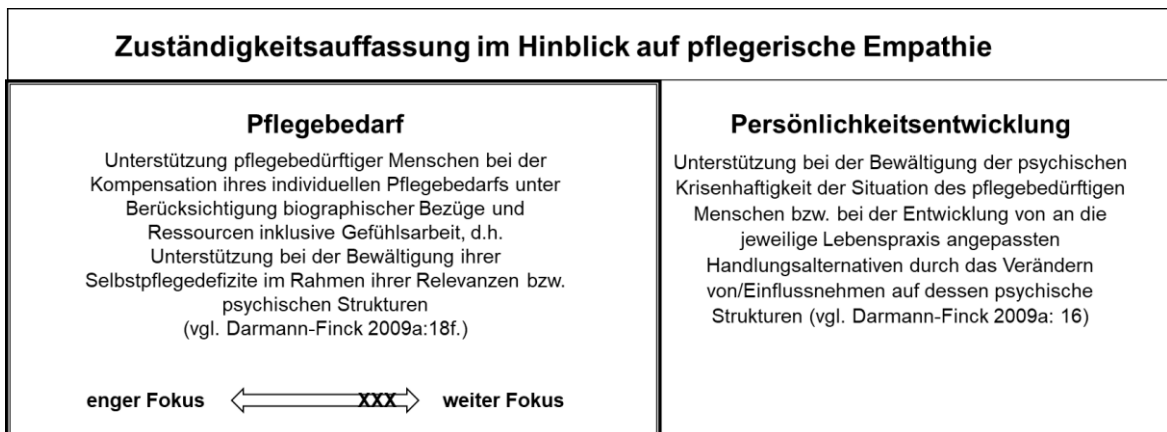 Zuständigkeitsauffassung im Hinblick auf pflegerische Empathie
Pflegebedarf
Unterstützung pflegebedürftiger Menschen bei der
Kompensation ihres individuellen Pflegebedarfs unter
Berücksichtigung biographischer Bezüge und
Ressourcen inklusive Gefühlsarbeit, d.h.
Unterstützung bei der Bewältigung ihrer
Selbstpflegedefizite im Rahmen ihrer Relevanzen bzw.
psychischen Strukturen
(vgl. Darmann-Finck 2009a:18f.)
enger Fokus XXX weiter Fokus
Persönlichkeitsentwicklung
Unterstützung bei der Bewältigung der psychischen
Krisenhaftigkeit der Situation des pflegebedürftigen
Menschen bzw. bei der Entwicklung von an die
jeweilige Lebenspraxis angepassten
Handlungsalternativen durch das Verändern
von/Einflussnehmen auf dessen psychische
Strukturen (vgl. Darmann-Finck 2009a: 16)